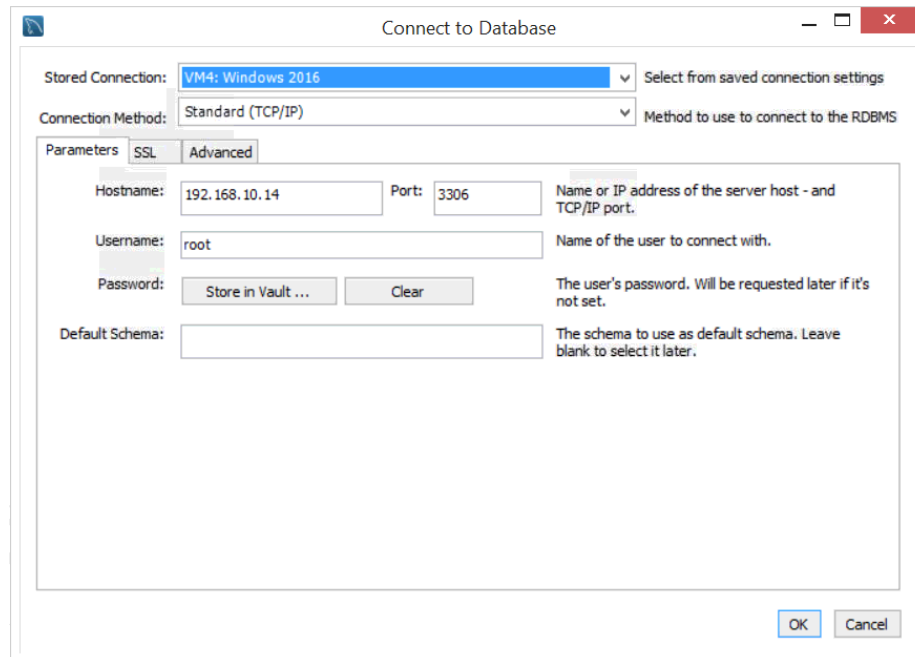 Connect to Database
Stored Connection: VM4: Windows 2016 Select from saved connection settings
Connection Method: Standard (TCP/IP) Method to use to connect to the RDBMS
Parameters SSL Advanced
Hostname: 192.168.10.14 Port: 3306 Name or IP address of the server host - and
TCP/IP port.
Username: root Name of the user to connect with.
Password: Store in Vault ... Clear The user's password. Will be requested later if it's
not set.
Default Schema: The schema to use as default schema. Leave
blank to select it later.
OK Cancel